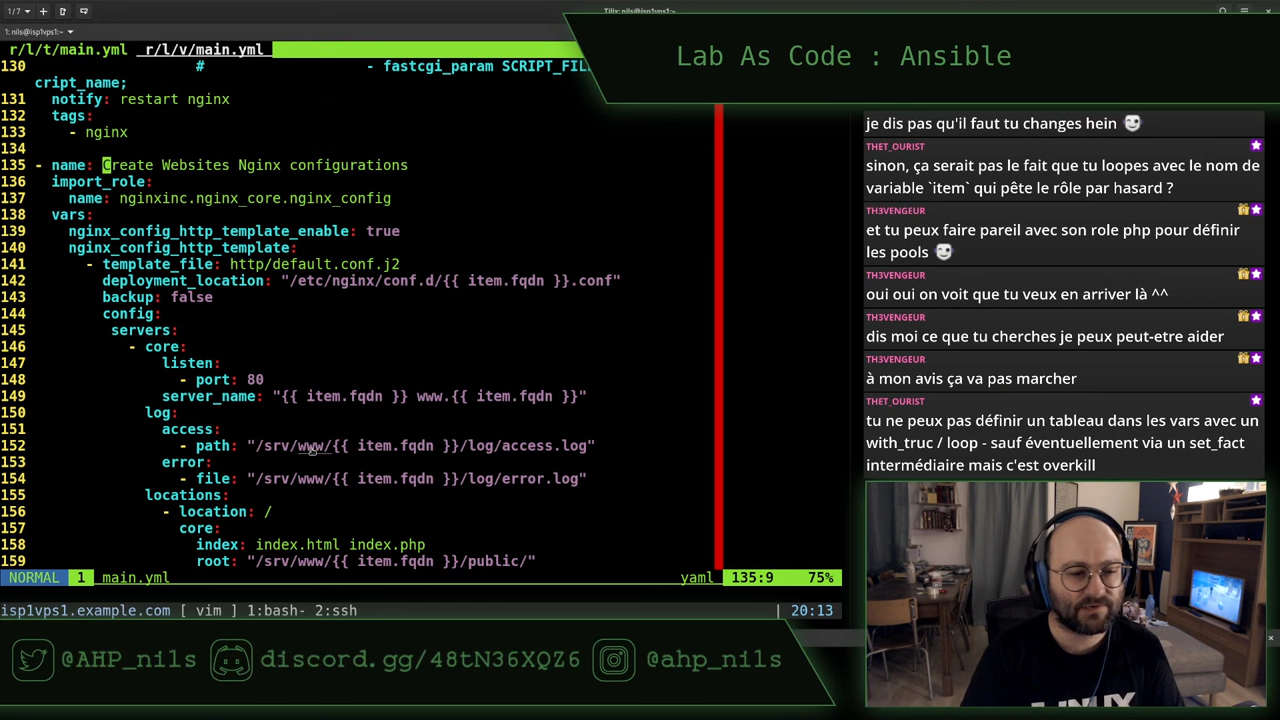 1/7
Tilix: nils@isp1vps1:~
1: nils@isp1vps1:~
r/l/t/main.yml r/l/v/main.yml
Lab As Code : Ansible
130 # - fastcgi_param SCRIPT_FIL
cript_name;
131 notify: restart nginx
132 tags:
133 - nginx
134
135 - name: Create Websites Nginx configurations
136 import_role:
137 name: nginxinc.nginx_core.nginx_config
138 vars:
139 nginx_config_http_template_enable: true
140 nginx_config_http_template:
141 - template_file: http/default.conf.j2
142 deployment_location: "/etc/nginx/conf.d/{{ item.fqdn }}.conf"
143 backup: false
144 config:
145 servers:
146 - core:
147 listen:
148 - port: 80
149 server_name: "{{ item.fqdn }} www.{{ item.fqdn }}"
150 log:
151 access:
152 - path: "/srv/www/{{ item.fqdn }}/log/access.log"
153 error:
154 - file: "/srv/www/{{ item.fqdn }}/log/error.log"
155 locations:
156 - location: /
157 core:
158 index: index.html index.php
159 root: "/srv/www/{{ item.fqdn }}/public/"
NORMAL 1 main.yml yaml 135:9 75%
isp1vps1.example.com [ vim ] 1:bash- 2:ssh | 20:13
je dis pas qu'il faut tu changes hein
THET_OURIST
sinon, ça serait pas le fait que tu loopes avec le nom de
variable `item` qui pête le rôle par hasard ?
TH3VENGEUR
et tu peux faire pareil avec son role php pour définir
les pools
TH3VENGEUR
oui oui on voit que tu veux en arriver là ^^
TH3VENGEUR
dis moi ce que tu cherches je peux peut-etre aider
TH3VENGEUR
à mon avis ça va pas marcher
THET_OURIST
tu ne peux pas définir un tableau dans les vars avec un
with_truc / loop - sauf éventuellement via un set_fact
intermédiaire mais c'est overkill
@AHP_nils discord.gg/48tN36XQZ6 @ahp_nils